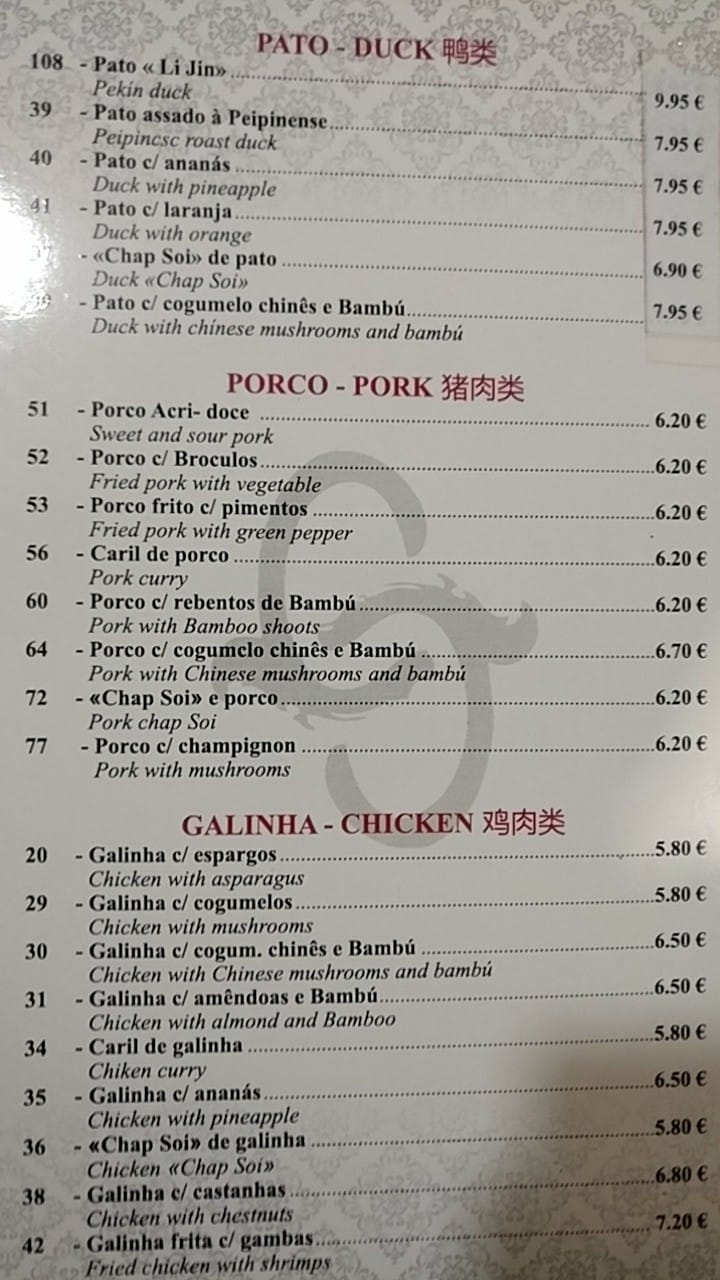 PATO - DUCK 鸭类
108 - Pato « Li Jin» 9.95 €
Pekin duck
39 - Pato assado à Peipinense 7.95 €
Peipincsc roast duck
40 - Pato c/ ananás 7.95 €
Duck with pineapple
41 - Pato c/ laranja 7.95 €
Duck with orange
- «Chap Soi» de pato 6.90 €
Duck «Chap Soi»
- Pato c/ cogumelo chinês e Bambú 7.95 €
Duck with chinese mushrooms and bambú
PORCO - PORK 猪肉类
51 - Porco Acri- doce 6.20 €
Sweet and sour pork
52 - Porco c/ Broculos 6.20 €
Fried pork with vegetable
53 - Porco frito c/ pimentos 6.20 €
Fried pork with green pepper
56 - Caril de porco 6.20 €
Pork curry
60 - Porco c/ rebentos de Bambú 6.20 €
Pork with Bamboo shoots
64 - Porco c/ cogumclo chinês e Bambú 6.70 €
Pork with Chinese mushrooms and bambú
72 - «Chap Soi» e porco 6.20 €
Pork chap Soi
77 - Porco c/ champignon 6.20 €
Pork with mushrooms
GALINHA - CHICKEN 鸡肉类
20 - Galinha c/ espargos 5.80 €
Chicken with asparagus
29 - Galinha c/ cogumelos 5.80 €
Chicken with mushrooms
30 - Galinha c/ cogum. chinês e Bambú 6.50 €
Chicken with Chinese mushrooms and bambú
31 - Galinha c/ amêndoas e Bambú 6.50 €
Chicken with almond and Bamboo
34 - Caril de galinha 5.80 €
Chiken curry
35 - Galinha c/ ananás 6.50 €
Chicken with pineapple
36 - «Chap Soi» de galinha 5.80 €
Chicken «Chap Soi»
38 - Galinha c/ castanhas 6.80 €
Chicken with chestnuts
42 - Galinha frita c/ gambas 7.20 €
Fried chicken with shrimps